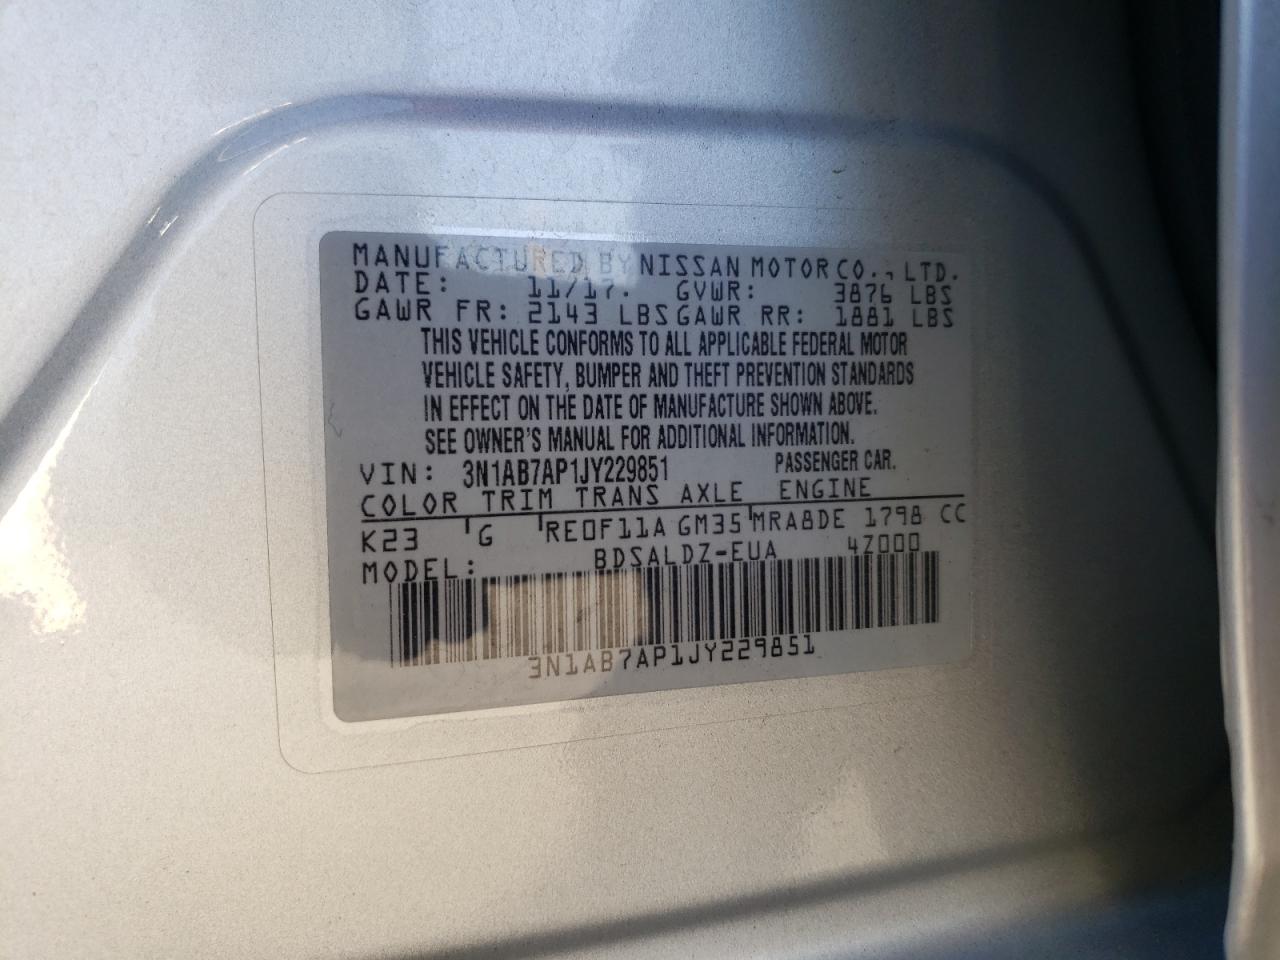 MANUFACTURED BY NISSAN MOTOR CO., LTD.
DATE: 11/17. GVWR: 3876 LBS
GAWR FR: 2143 LBS GAWR RR: 1881 LBS
THIS VEHICLE CONFORMS TO ALL APPLICABLE FEDERAL MOTOR
VEHICLE SAFETY, BUMPER AND THEFT PREVENTION STANDARDS
IN EFFECT ON THE DATE OF MANUFACTURE SHOWN ABOVE.
SEE OWNER'S MANUAL FOR ADDITIONAL INFORMATION.
VIN: 3N1AB7AP1JY229851 PASSENGER CAR.
COLOR TRIM TRANS AXLE ENGINE
K23 G RE0F11A GM35 MRA8DE 1798 CC
MODEL: BDSALDZ-EUA 4Z000
3N1AB7AP1JY229851